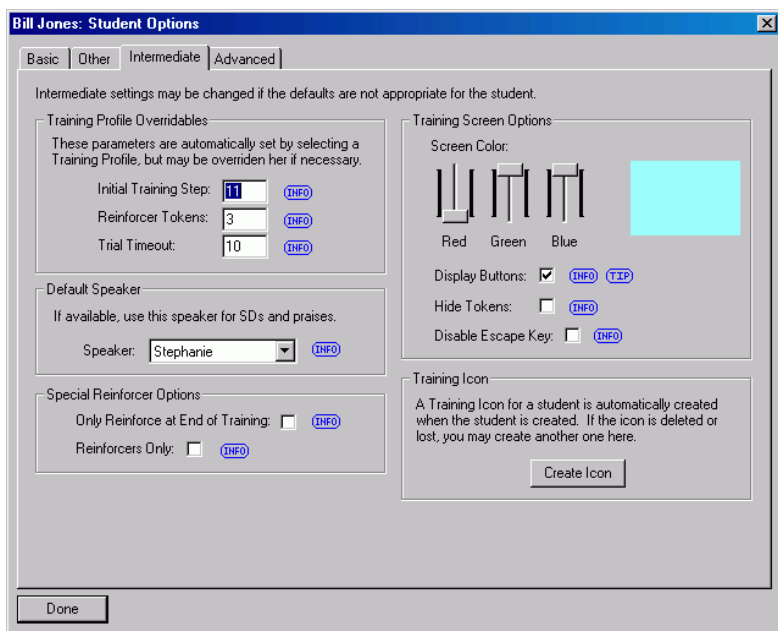 Bill Jones: Student Options
Basic Other Intermediate Advanced
Intermediate settings may be changed if the defaults are not appropriate for the student.
Training Profile Overridables
These parameters are automatically set by selecting a
Training Profile, but may be overriden her if necessary.
Initial Training Step: 11 INFO
Reinforcer Tokens: 3 INFO
Trial Timeout: 10 INFO
Default Speaker
If available, use this speaker for SDs and praises.
Speaker: Stephanie INFO
Special Reinforcer Options
Only Reinforce at End of Training: INFO
Reinforcers Only: INFO
Training Screen Options
Screen Color:
Red Green Blue
Display Buttons: INFO TIP
Hide Tokens: INFO
Disable Escape Key: INFO
Training Icon
A Training Icon for a student is automatically created
when the student is created. If the icon is deleted or
lost, you may create another one here.
Create Icon
Done